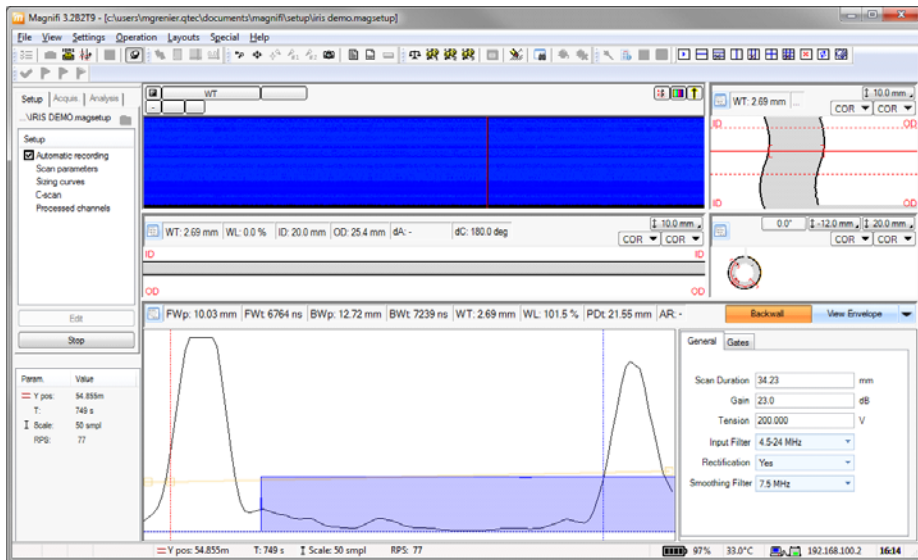 Magnifi 3.2B2T9 - [c:\users\mgrenier.qtec\documents\magnifi\setup\iris demo.magsetup]
File View Settings Operation Layouts Special Help
Setup Acquis. Analysis
...\IRIS DEMO.magsetup
Setup
Automatic recording
Scan parameters
Sizing curves
C-scan
Processed channels
Edit
Stop
Param. Value
Y pos: 54.855m
T: 749 s
Scale: 50 smpl
RPS: 77
WT
-
WT: 2.69 mm ...
10.0 mm
COR COR
ID OD
ID OD
WT: 2.69 mm WL: 0.0 % ID: 20.0 mm OD: 25.4 mm dA: - dC: 180.0 deg
10.0 mm
COR COR
ID ID
OD OD
0.0° -12.0 mm 20.0 mm
COR COR
FWp: 10.03 mm FWt: 6764 ns BWp: 12.72 mm BWt: 7239 ns WT: 2.69 mm WL: 101.5 % PDt: 21.55 mm AR: -
Backwall View Envelope
General Gates
Scan Duration 34.23 mm
Gain 23.0 dB
Tension 200.000 V
Input Filter 4.5-24 MHz
Rectification Yes
Smoothing Filter 7.5 MHz
Y pos: 54.855m T: 749 s Scale: 50 smpl RPS: 77 97% 33.0°C 192.168.100.2 16:14